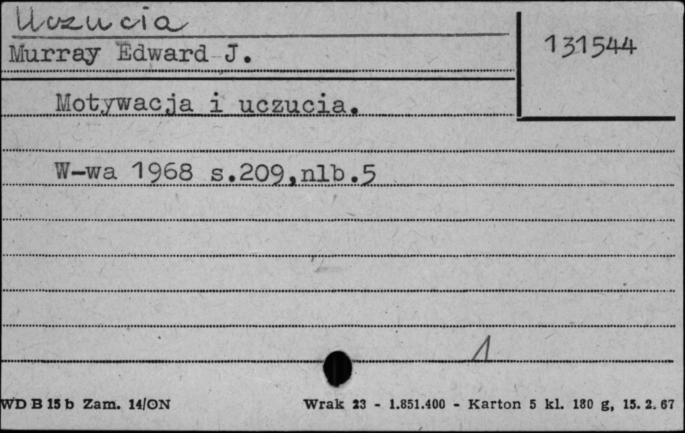 Uczucia
131544
Murray Edward J.
Motywacja i uczucia.
W-wa 1968 s.209,nlb.5
1
WD B 15 b Zam. 14/ON Wrak 23 - 1.851.400 - Karton 5 kl. 180 g, 15. 2. 67